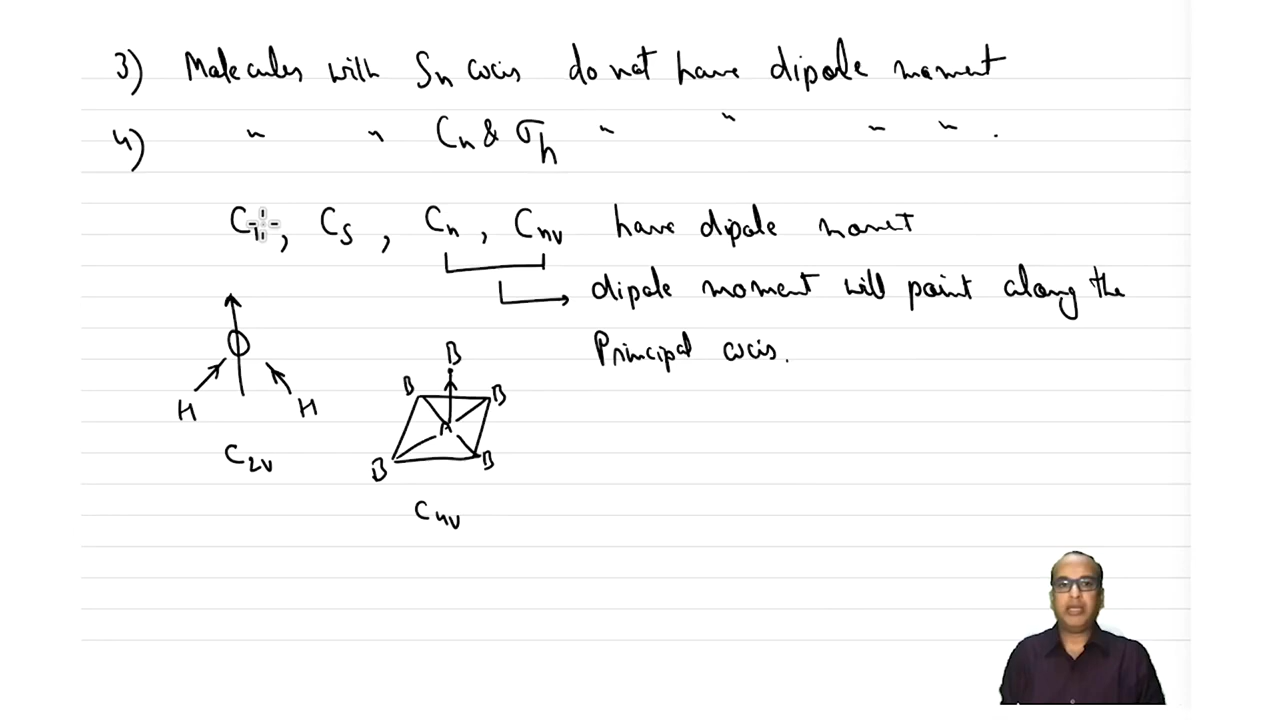 3) Molecules with Sn axis do not have dipole moment
4) " " Cn & σh " " " " .
C1, Cs, Cn, Cnv have dipole moment
dipole moment will point along the
Principal axis.
O
H H
C2v
B
B B
A
B B
C4v